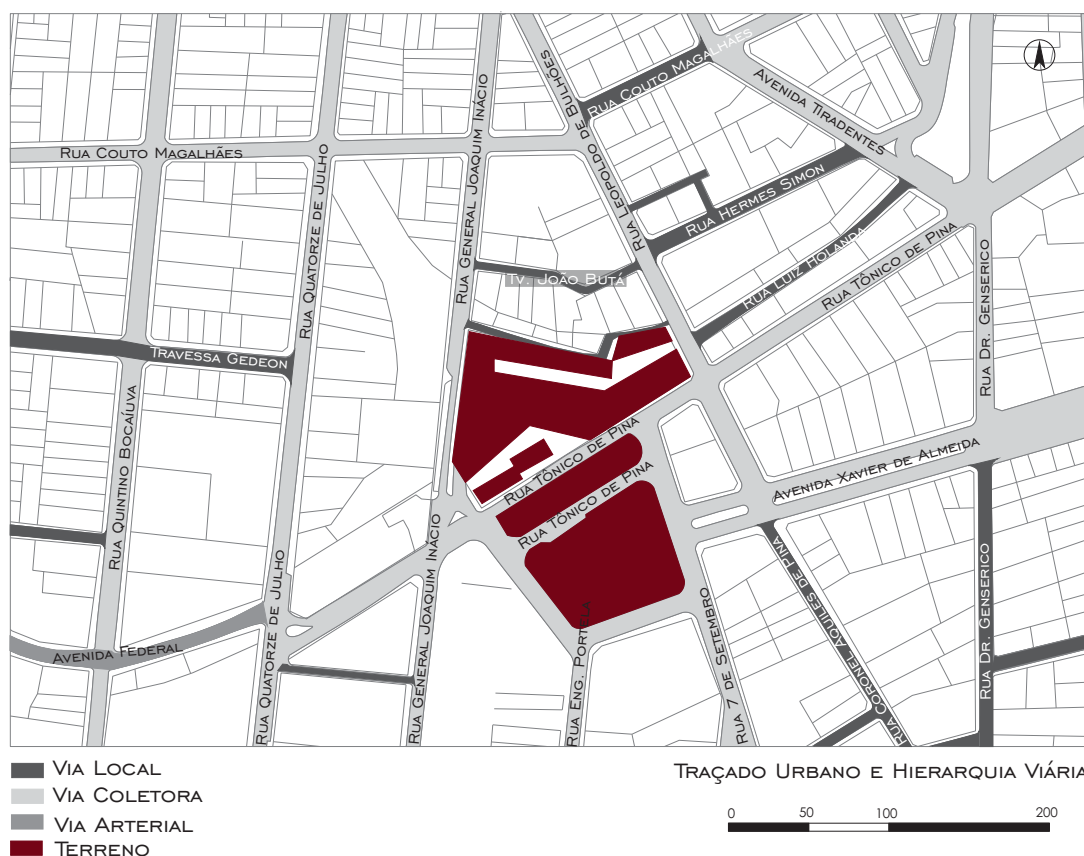 Rua Couto Magalhães
Avenida Tiradentes
Rua Couto Magalhães
Rua Quatorze de Julho
Rua General Joaquim Inácio
Rua Leopoldo de Bulhões
Rua Hermes Simon
Rua Luiz Holanda
Rua Tônico de Pina
Rua Dr. Genserico
Tv. João Butá
Travessa Gedeon
Rua Quintino Bocaíuva
Rua Tônico de Pina
Rua Tônico de Pina
Avenida Xavier de Almeida
Rua General Joaquim Inácio
Rua Quatorze de Julho
Avenida Federal
Rua Eng. Portela
Rua 7 de Setembro
Rua Coronel Aquiles de Pina
Rua Dr. Genserico
Via Local
Via Coletora
Via Arterial
Terreno
Traçado Urbano e Hierarquia Viária
0 50 100 200